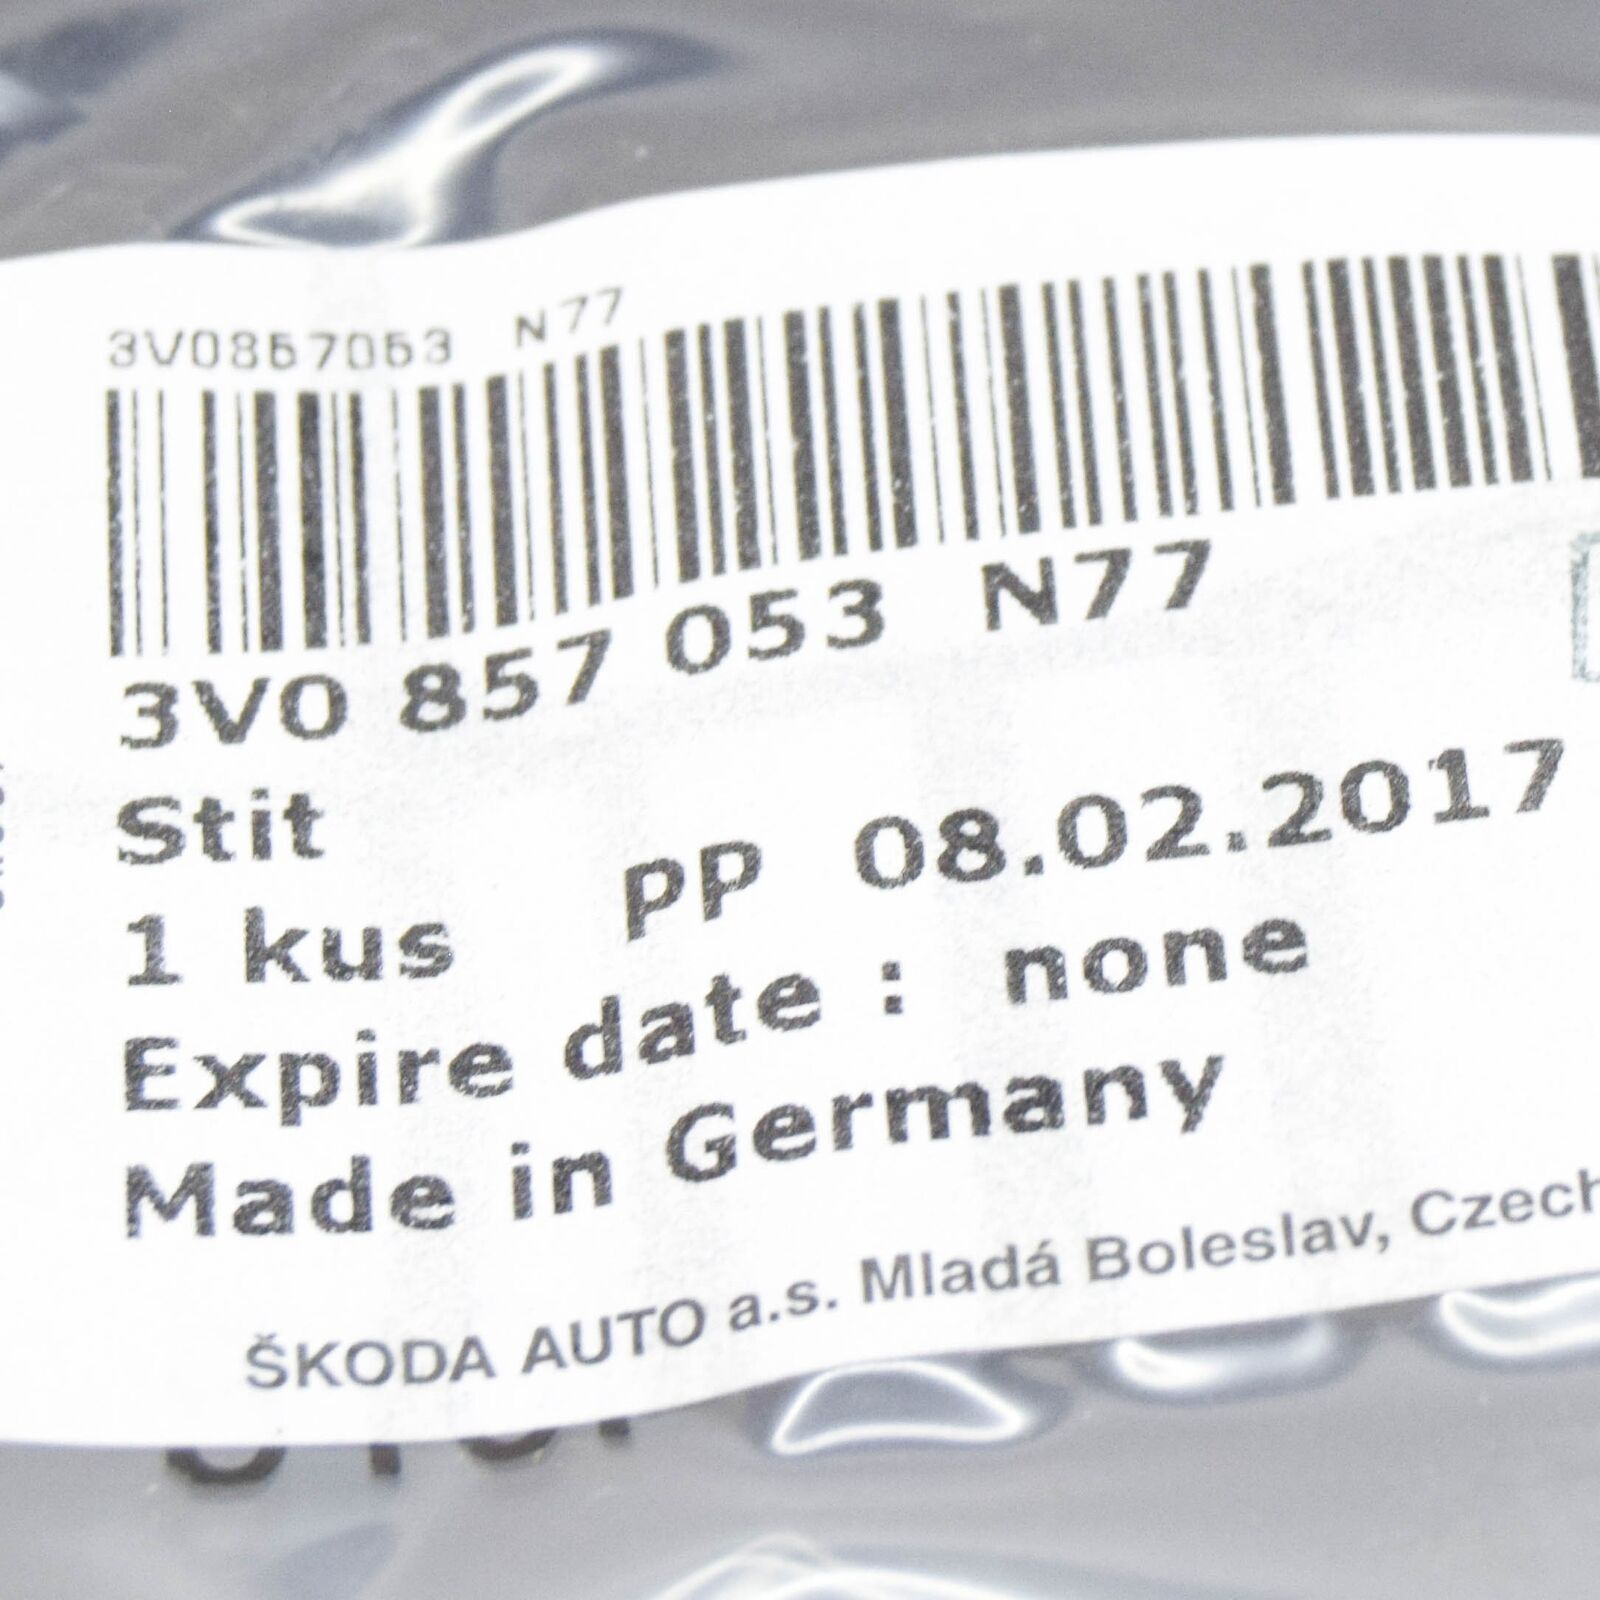 3V0857053 N77
3V0 857 053 N77
Stit
1 kus PP 08.02.2017
Expire date : none
Made in Germany
ŠKODA AUTO a.s. Mladá Boleslav, Czech